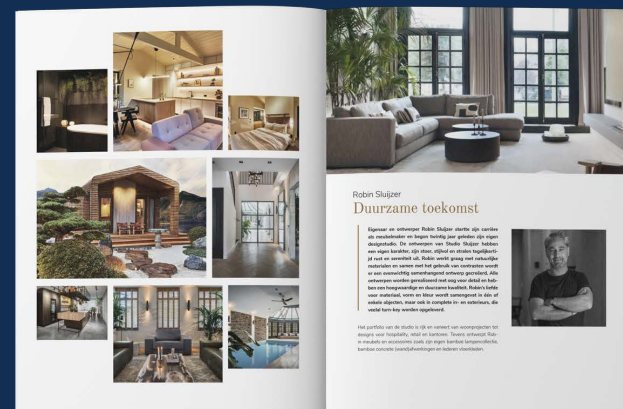 Robin Sluijzer
Duurzame toekomst
Eigenaar en ontwerper Robin Sluijzer startte zijn carrière
als meubelmaker en begon twintig jaar geleden zijn eigen
designstudio. De ontwerpen van Studio Sluijzer hebben
een eigen karakter, zijn stoer, stijlvol en stralen tegelijkerti-
jd rust en sereniteit uit. Robin werkt graag met natuurlijke
materialen en samen met het gebruik van contrasten wordt
er een evenwichtig samenhangend ontwerp gecreëerd. Alle
ontwerpen worden gerealiseerd met oog voor detail en heb-
ben een hoogwaardige en duurzame kwaliteit. Robin's liefde
voor materiaal, vorm en kleur wordt samengevat in één of
enkele objecten, maar ook in complete in- en exterieurs, die
veelal turn-key worden opgeleverd.
Het portfolio van de studio is rijk en varieert van woonprojecten tot
designs voor hospitality, retail en kantoren. Tevens ontwerpt Rob-
in meubels en accessoires zoals zijn eigen bamboe lampencollectie,
bamboe concrete (wand)afwerkingen en lederen vloerkleden.